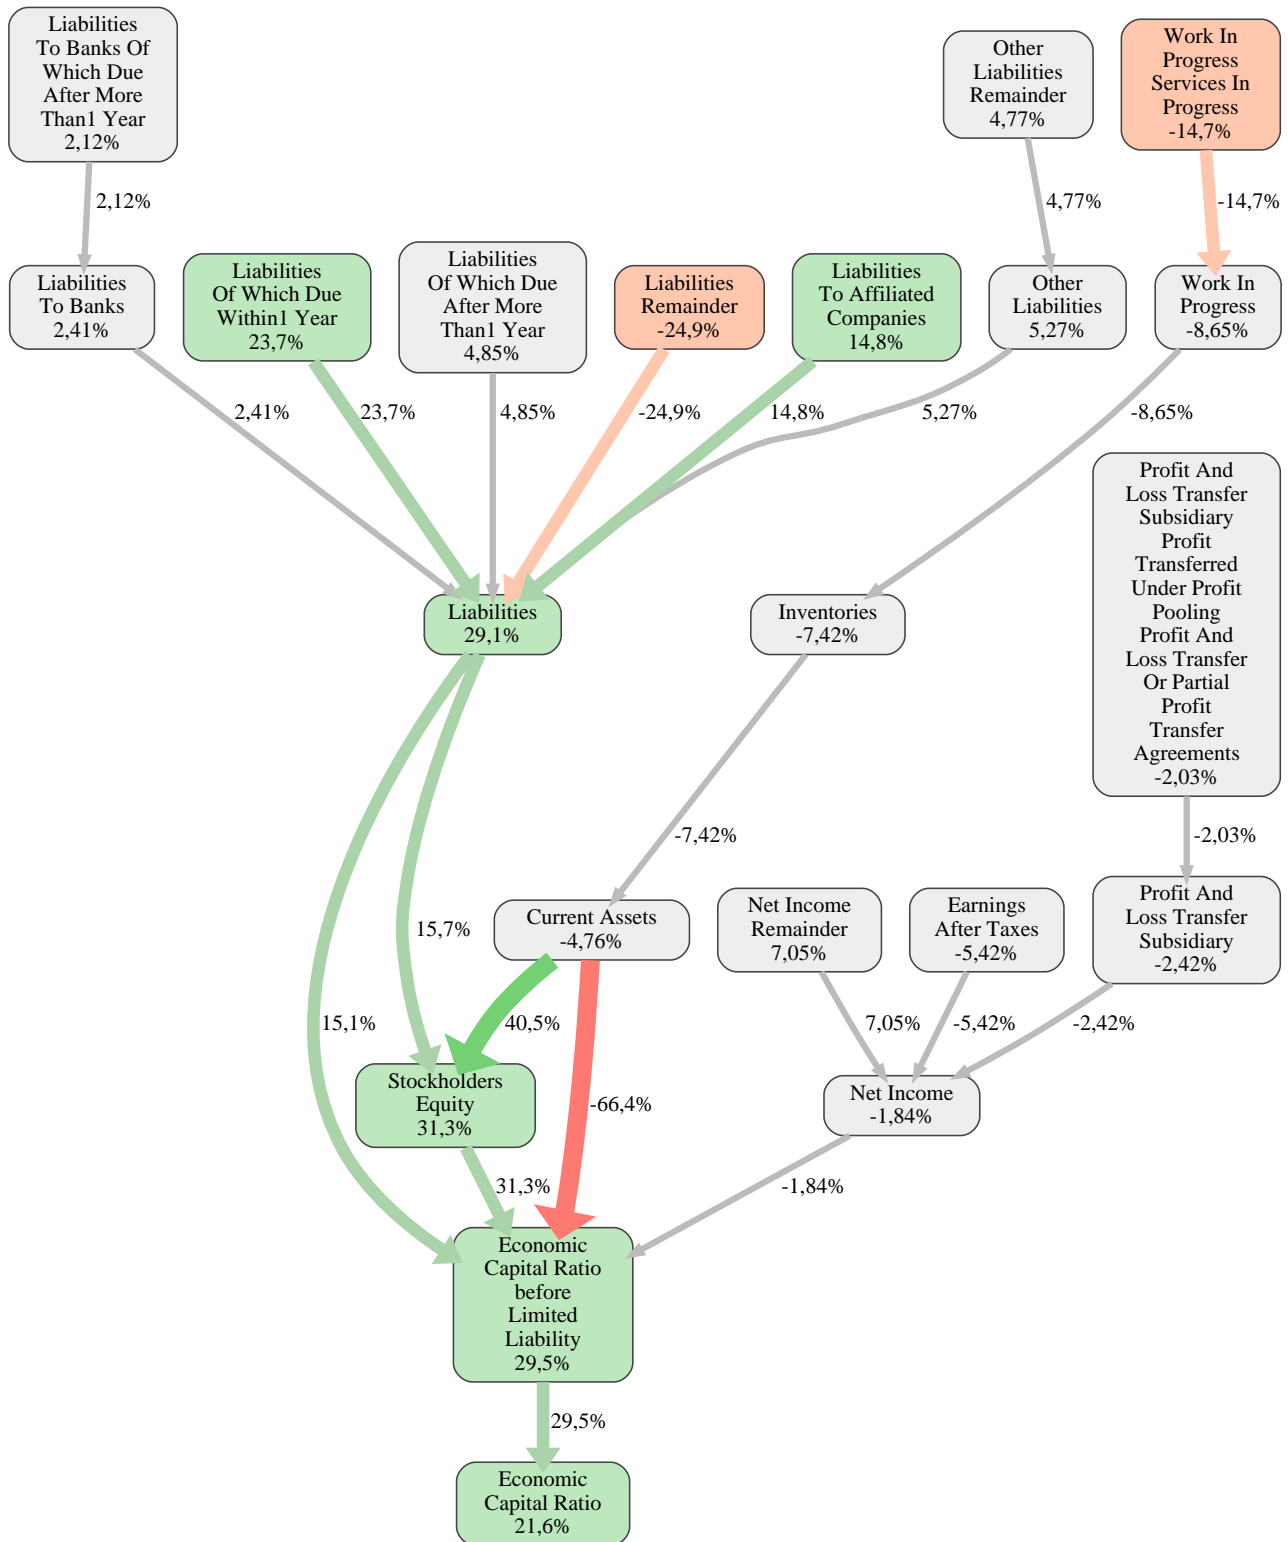 Liabilities
To Banks Of
Which Due
After More
Than1 Year
2,12%
Other
Liabilities
Remainder
4,77%
Work In
Progress
Services In
Progress
-14,7%
2,12%
4,77%
-14,7%
Liabilities
To Banks
2,41%
Liabilities
Of Which Due
Within1 Year
23,7%
Liabilities
Of Which Due
After More
Than1 Year
4,85%
Liabilities
Remainder
-24,9%
Liabilities
To Affiliated
Companies
14,8%
Other
Liabilities
5,27%
Work In
Progress
-8,65%
2,41%
23,7%
4,85%
-24,9%
14,8%
5,27%
-8,65%
Profit And
Loss Transfer
Subsidiary
Profit
Transferred
Under Profit
Pooling
Profit And
Loss Transfer
Or Partial
Profit
Transfer
Agreements
-2,03%
Liabilities
29,1%
Inventories
-7,42%
-7,42%
-2,03%
Current Assets
-4,76%
Net Income
Remainder
7,05%
Earnings
After Taxes
-5,42%
Profit And
Loss Transfer
Subsidiary
-2,42%
15,7%
15,1%
40,5%
-66,4%
7,05%
-5,42%
-2,42%
Stockholders
Equity
31,3%
Net Income
-1,84%
31,3%
-1,84%
Economic
Capital Ratio
before
Limited
Liability
29,5%
29,5%
Economic
Capital Ratio
21,6%